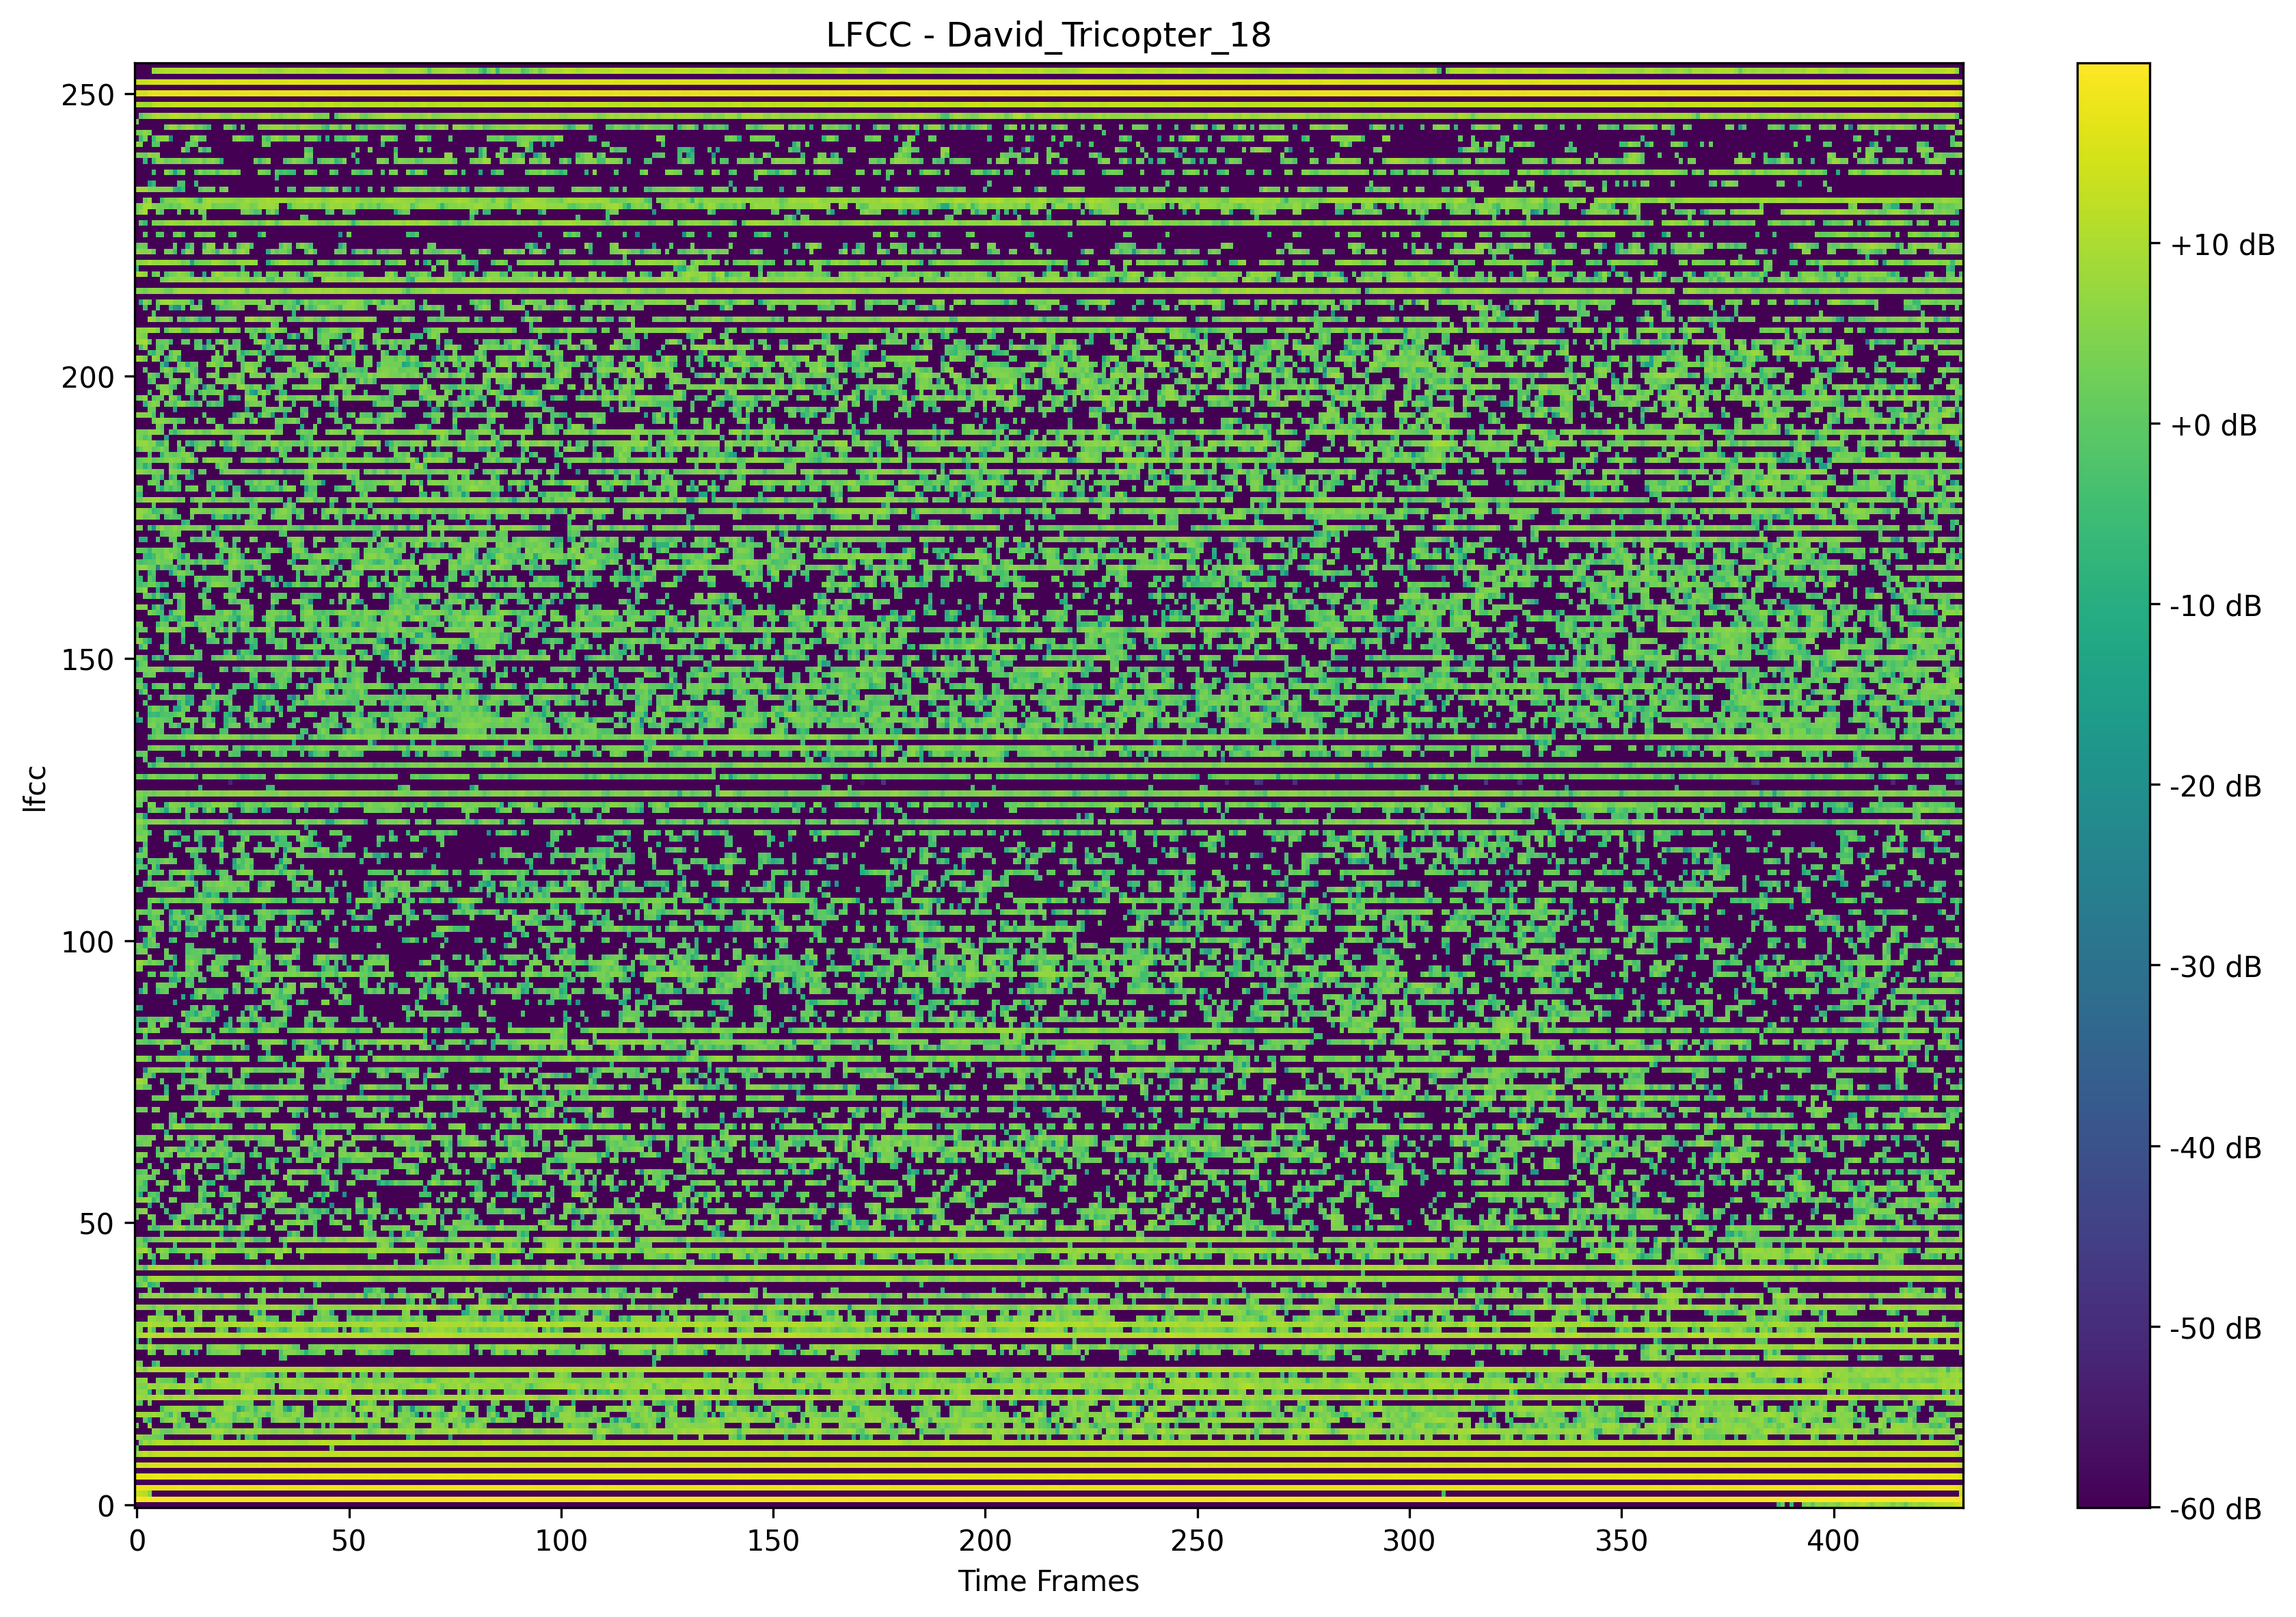 LFCC - David_Tricopter_18
lfcc
250
200
150
100
50
0
0 50 100 150 200 250 300 350 400
Time Frames
+10 dB
+0 dB
-10 dB
-20 dB
-30 dB
-40 dB
-50 dB
-60 dB